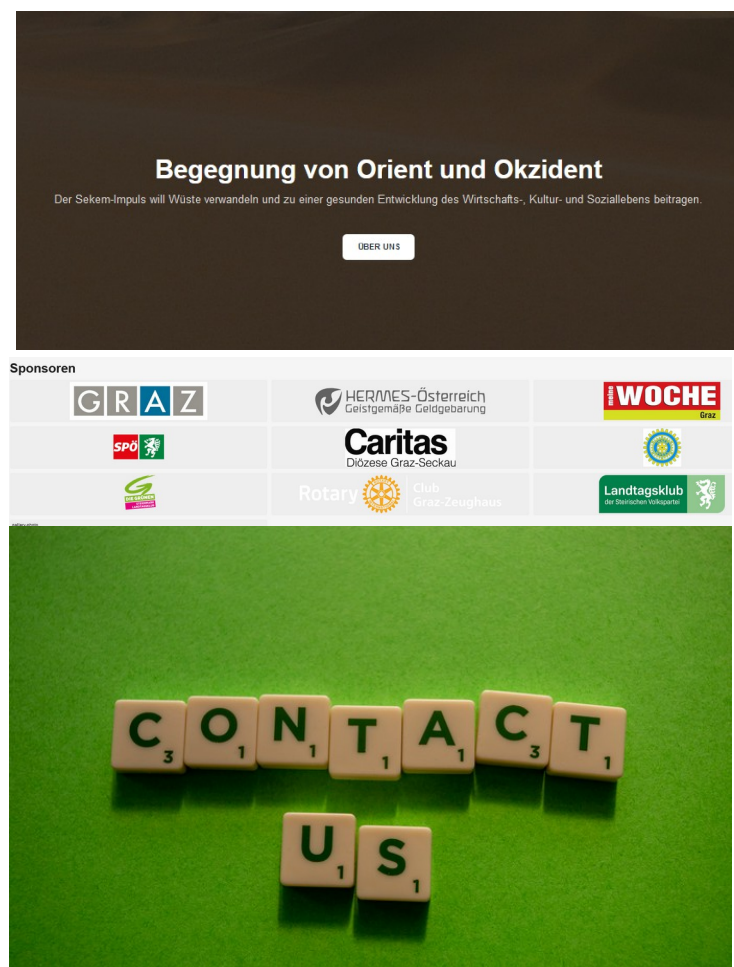 Begegnung von Orient und Okzident
Der Sekem-Impuls will Wüste verwandeln und zu einer gesunden Entwicklung des Wirtschafts-, Kultur- und Soziallebens beitragen.
ÜBER UNS
Sponsoren
GRAZ
HERMES-Österreich
Geistgemäße Geldgebarung
meine WOCHE
Graz
SPÖ
Caritas
Diözese Graz-Seckau
DIE GRÜNEN
Rotary Club
Graz-Zeughaus
Landtagsklub
der Steirischen Volkspartei
C3 O1 N1 T1 A1 C3 T1
U1 S1